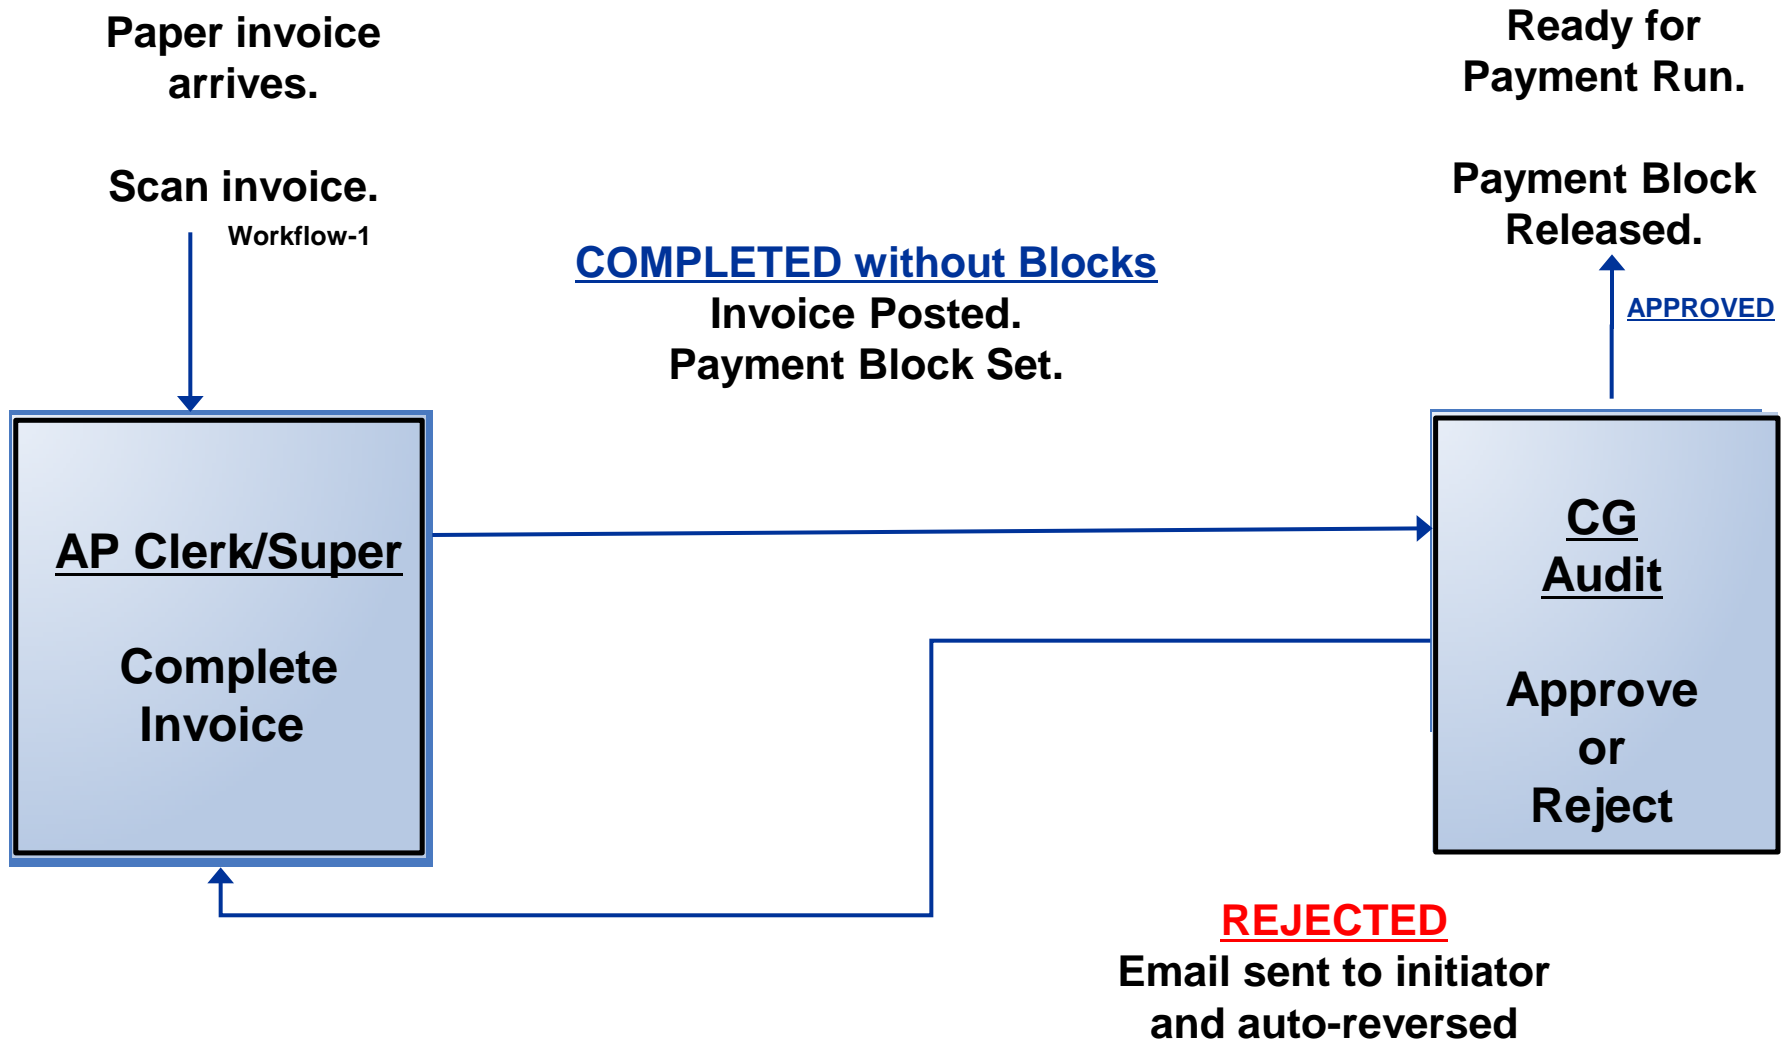 Paper invoice
arrives.
Scan invoice.
Workflow-1
COMPLETED without Blocks
Invoice Posted.
Payment Block Set.
Ready for
Payment Run.
Payment Block
Released.
APPROVED
AP Clerk/Super
Complete
Invoice
CG
Audit
Approve
or
Reject
REJECTED
Email sent to initiator
and auto-reversed